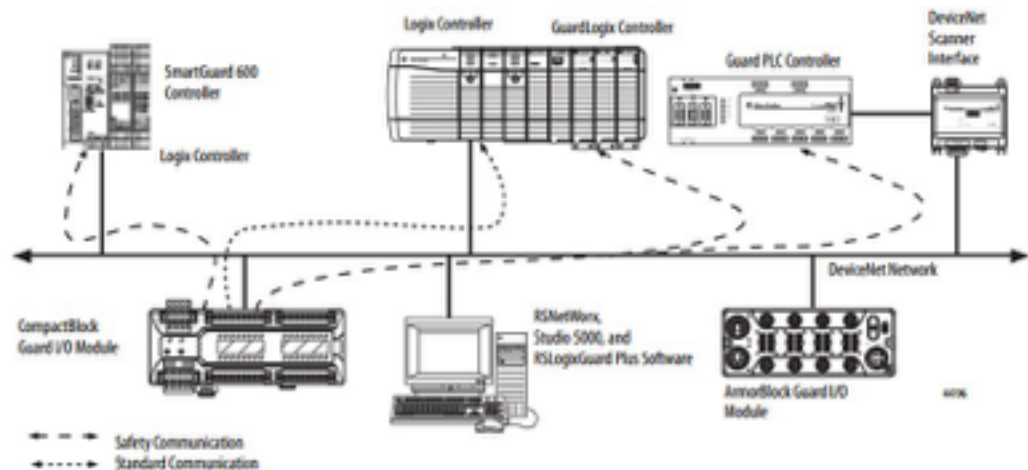 Logix Controller
GuardLogix Controller
DeviceNet
Scanner
Interface
SmartGuard 600
Controller
Guard PLC Controller
Logix Controller
DeviceNet Network
CompactBlock
Guard I/O Module
RSNetWorx,
Studio 5000, and
RSLogixGuard Plus Software
ArmorBlock Guard I/O
Module
Safety Communication
Standard Communication